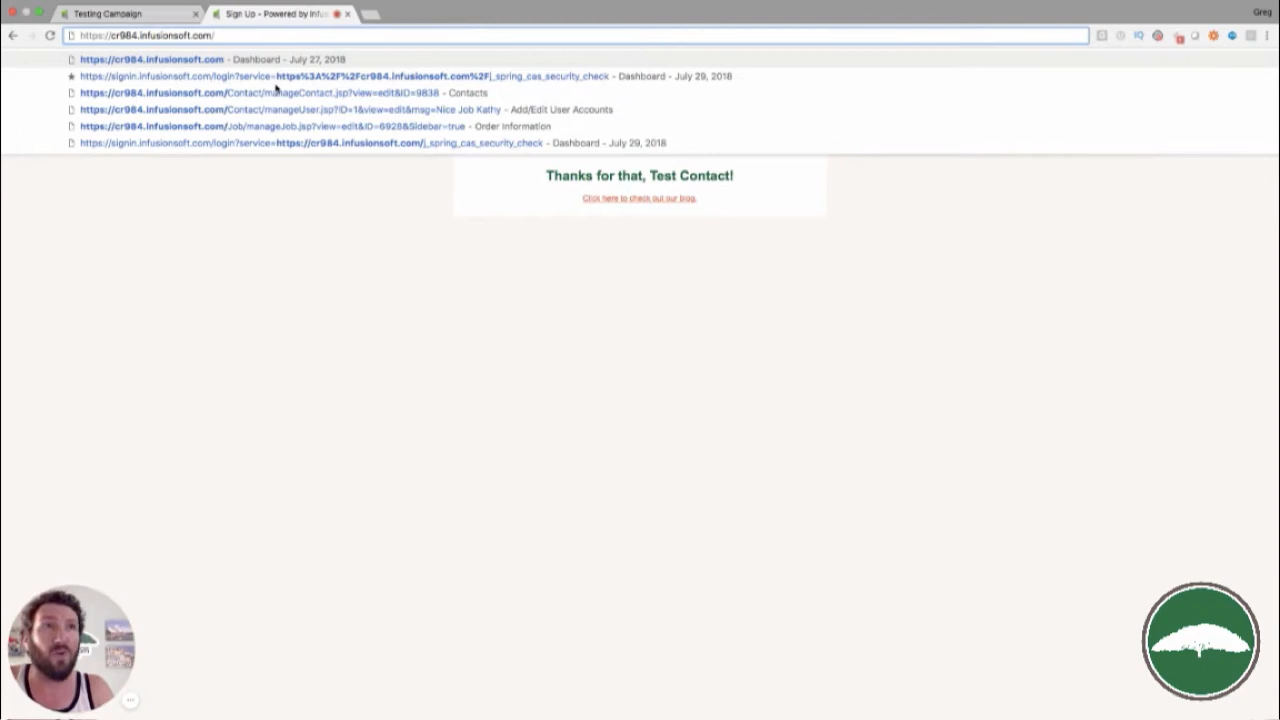 Testing Campaign
Sign Up - Powered by Infus
Greg
https://cr984.infusionsoft.com/
https://cr984.infusionsoft.com - Dashboard - July 27, 2018
https://signin.infusionsoft.com/login?service=https%3A%2F%2Fcr984.infusionsoft.com%2Fj_spring_cas_security_check - Dashboard - July 29, 2018
https://cr984.infusionsoft.com/Contact/manageContact.jsp?view=edit&ID=9838 - Contacts
https://cr984.infusionsoft.com/Contact/manageUser.jsp?ID=1&view=edit&msg=Nice Job Kathy - Add/Edit User Accounts
https://cr984.infusionsoft.com/Job/manageJob.jsp?view=edit&ID=6928&Sidebar=true - Order Information
https://signin.infusionsoft.com/login?service=https://cr984.infusionsoft.com/j_spring_cas_security_check - Dashboard - July 29, 2018
Thanks for that, Test Contact!
Click here to check out our blog.